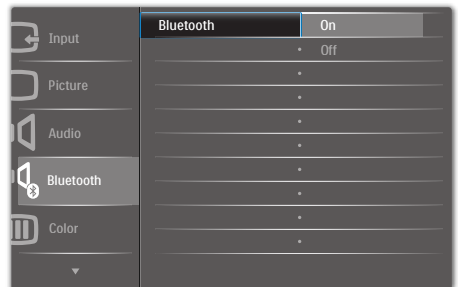 Bluetooth On
Input
Off
Picture
Audio
Bluetooth
Color